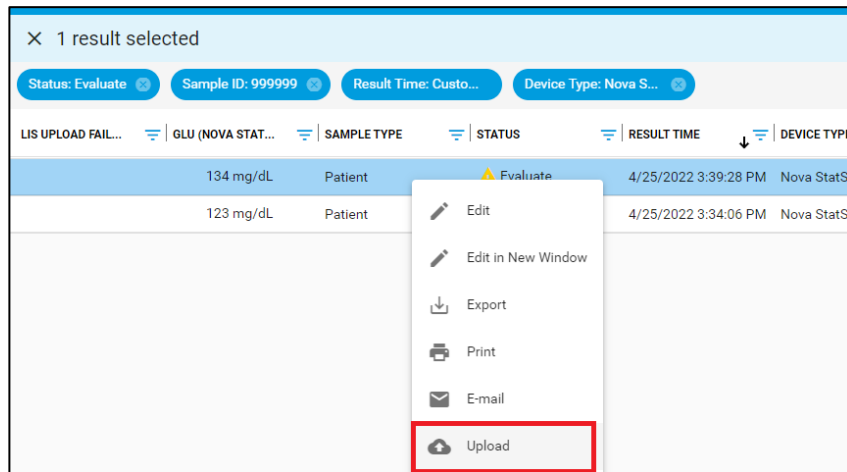 1 result selected
Status: Evaluate Sample ID: 999999 Result Time: Custo... Device Type: Nova S...
LIS UPLOAD FAIL... GLU (NOVA STAT... SAMPLE TYPE STATUS RESULT TIME DEVICE TYPE
134 mg/dL Patient Evaluate 4/25/2022 3:39:28 PM Nova StatS
123 mg/dL Patient 4/25/2022 3:34:06 PM Nova StatS
Edit
Edit in New Window
Export
Print
E-mail
Upload